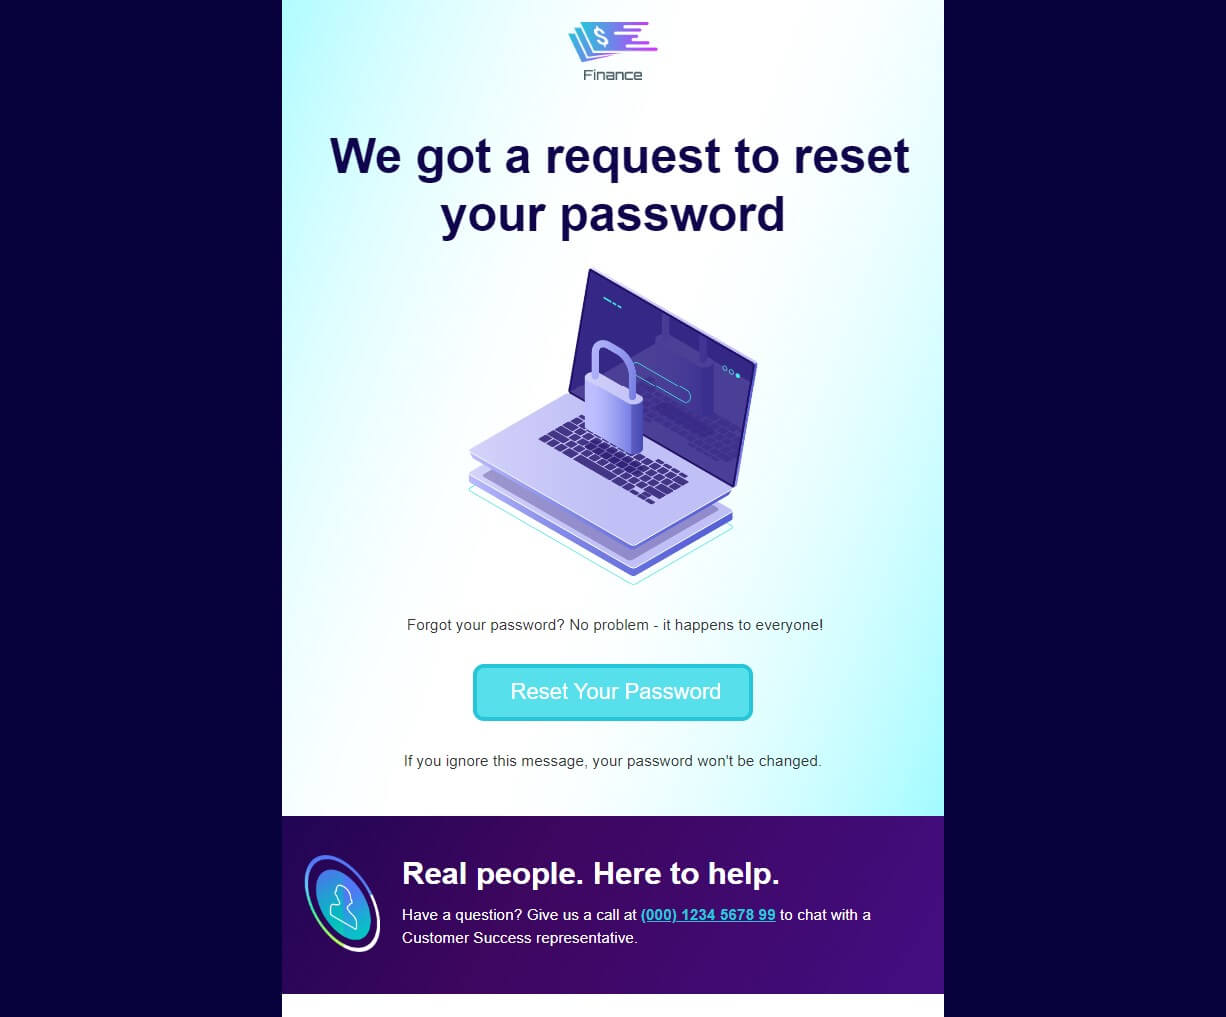 $
Finance
We got a request to reset
your password
Forgot your password? No problem - it happens to everyone!
Reset Your Password
If you ignore this message, your password won't be changed.
Real people. Here to help.
Have a question? Give us a call at (000) 1234 5678 99 to chat with a
Customer Success representative.